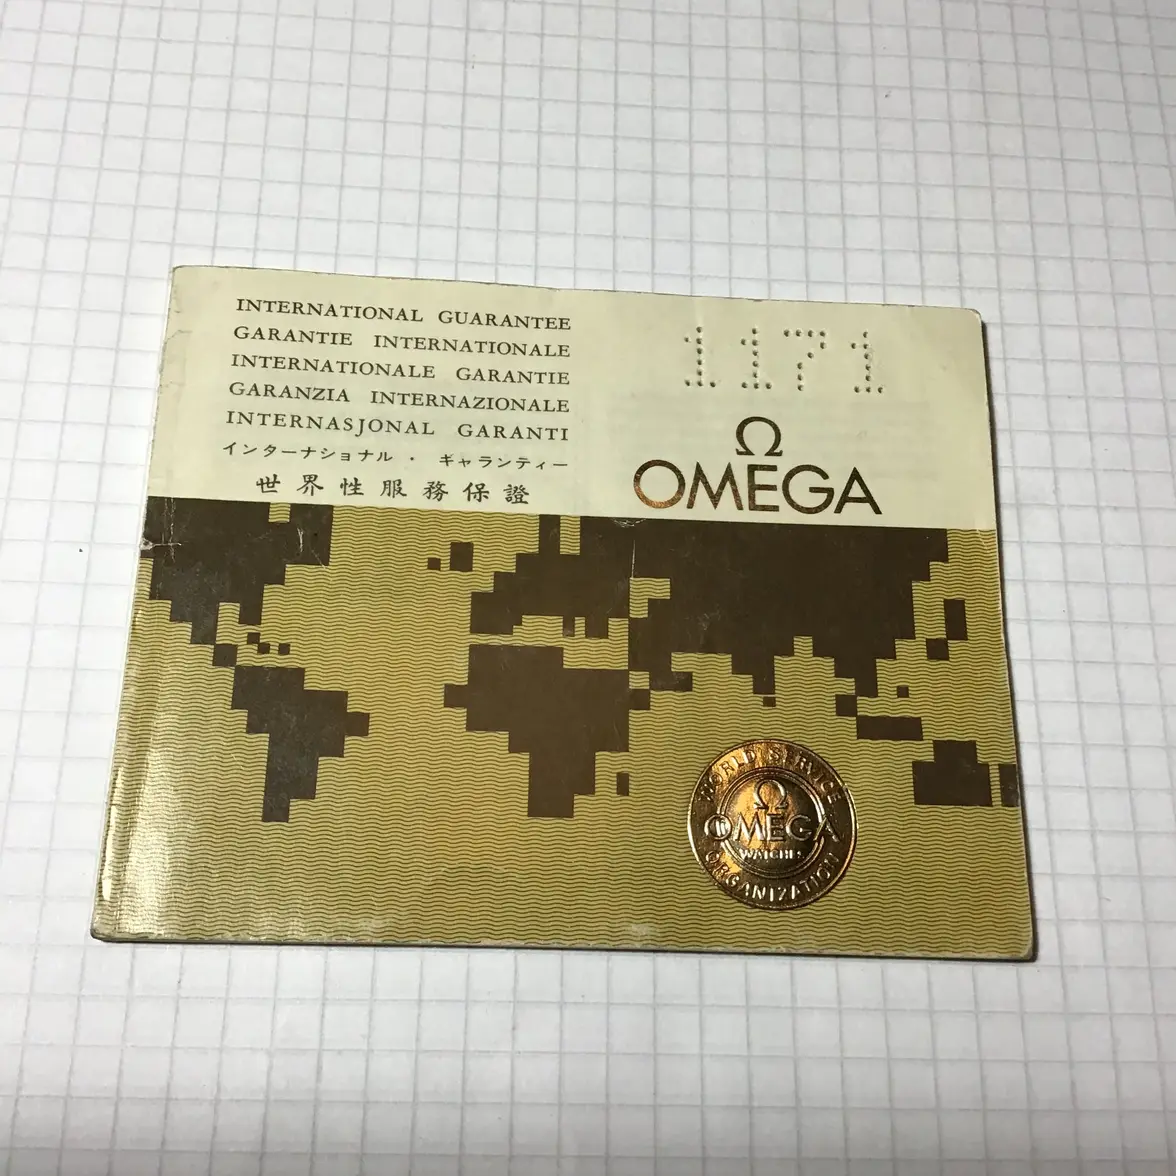 INTERNATIONAL GUARANTEE
GARANTIE INTERNATIONALE
INTERNATIONALE GARANTIE
GARANZIA INTERNAZIONALE
INTERNASJONAL GARANTI
インターナショナル · ギャランティー
世界性服務保證
1171
Ω
OMEGA
WORLD SERVICE
Ω
OMEGA
WATCHES
ORGANIZATION